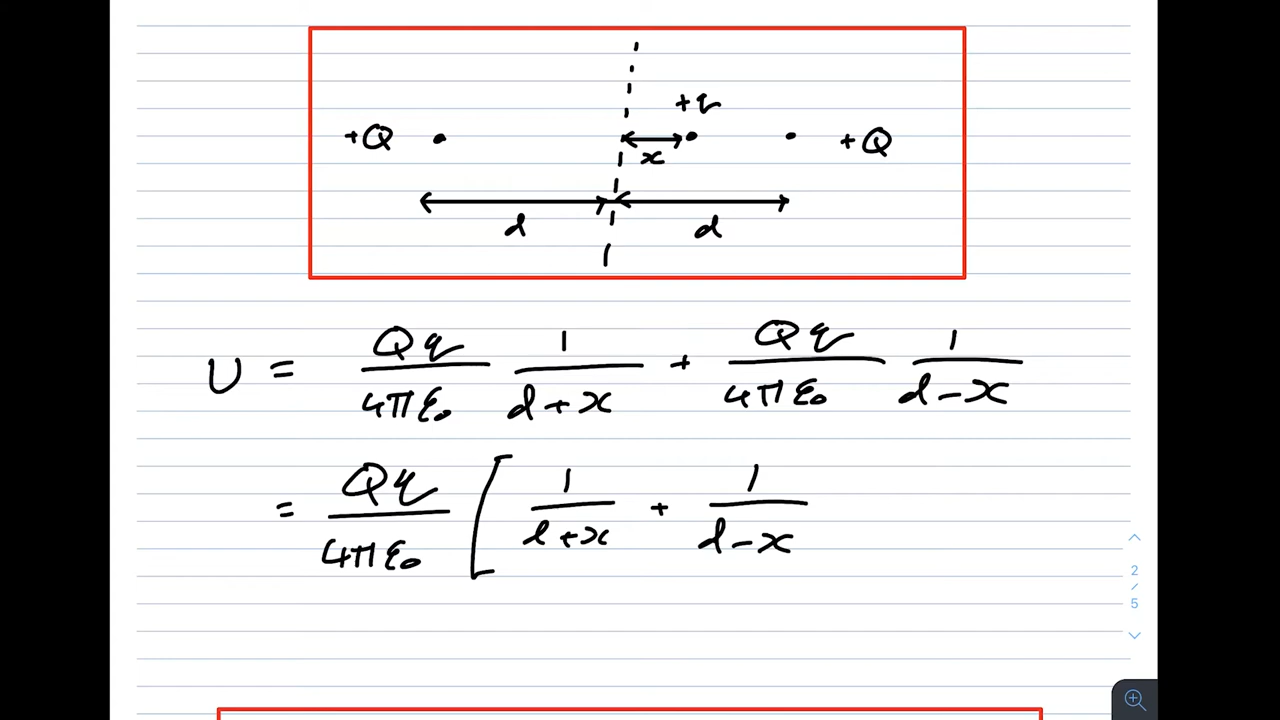 +q
+Q
+Q
x
d d
U = Qq/4πε₀ 1/d+x + Qq/4πε₀ 1/d−x
= Qq/4πε₀ [ 1/d+x + 1/d−x
2
/
5